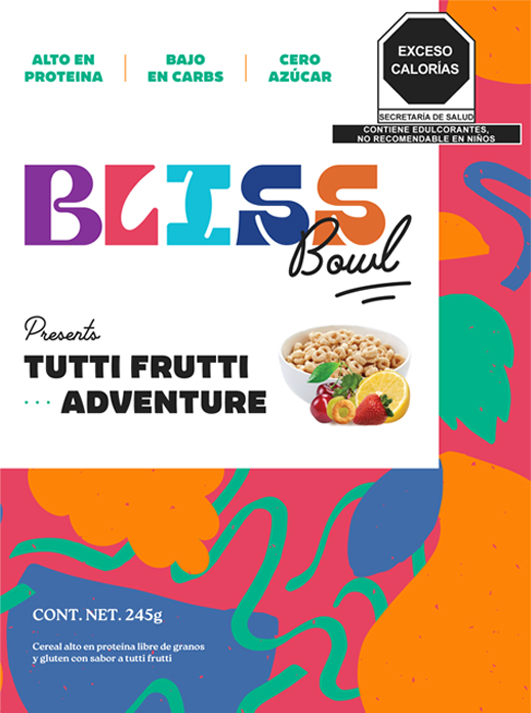 ALTO EN
PROTEINA
BAJO
EN CARBS
CERO
AZÚCAR
EXCESO
CALORÍAS
SECRETARÍA DE SALUD
CONTIENE EDULCORANTES,
NO RECOMENDABLE EN NIÑOS
BLISS
Bowl
Presents
TUTTI FRUTTI
... ADVENTURE
CONT. NET. 245g
Cereal alto en proteina libre de granos
y gluten con sabor a tutti frutti